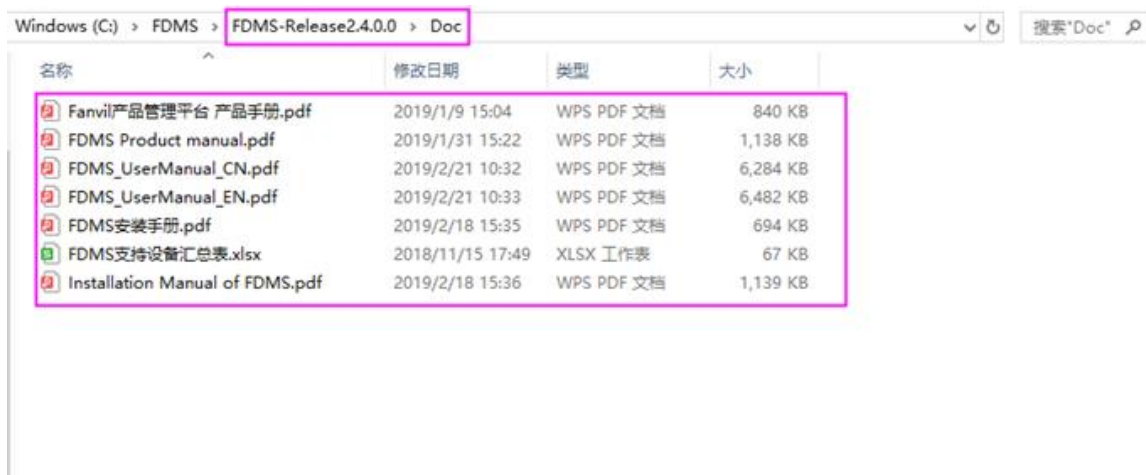 Windows (C:) › FDMS › FDMS-Release2.4.0.0 › Doc 搜索"Doc"
名称 修改日期 类型 大小
Fanvil产品管理平台 产品手册.pdf 2019/1/9 15:04 WPS PDF 文档 840 KB
FDMS Product manual.pdf 2019/1/31 15:22 WPS PDF 文档 1,138 KB
FDMS_UserManual_CN.pdf 2019/2/21 10:32 WPS PDF 文档 6,284 KB
FDMS_UserManual_EN.pdf 2019/2/21 10:33 WPS PDF 文档 6,482 KB
FDMS安装手册.pdf 2019/2/18 15:35 WPS PDF 文档 694 KB
FDMS支持设备汇总表.xlsx 2018/11/15 17:49 XLSX 工作表 67 KB
Installation Manual of FDMS.pdf 2019/2/18 15:36 WPS PDF 文档 1,139 KB